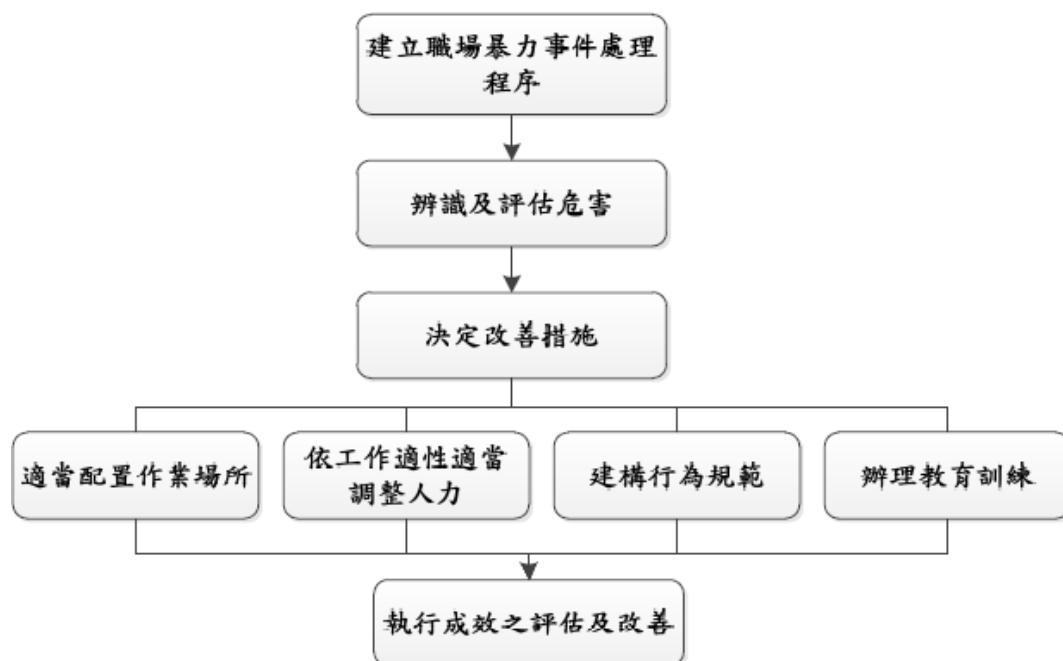 建立職場暴力事件處理
程序
辨識及評估危害
決定改善措施
適當配置作業場所
依工作適性適當
調整人力
建構行為規範
辦理教育訓練
執行成效之評估及改善